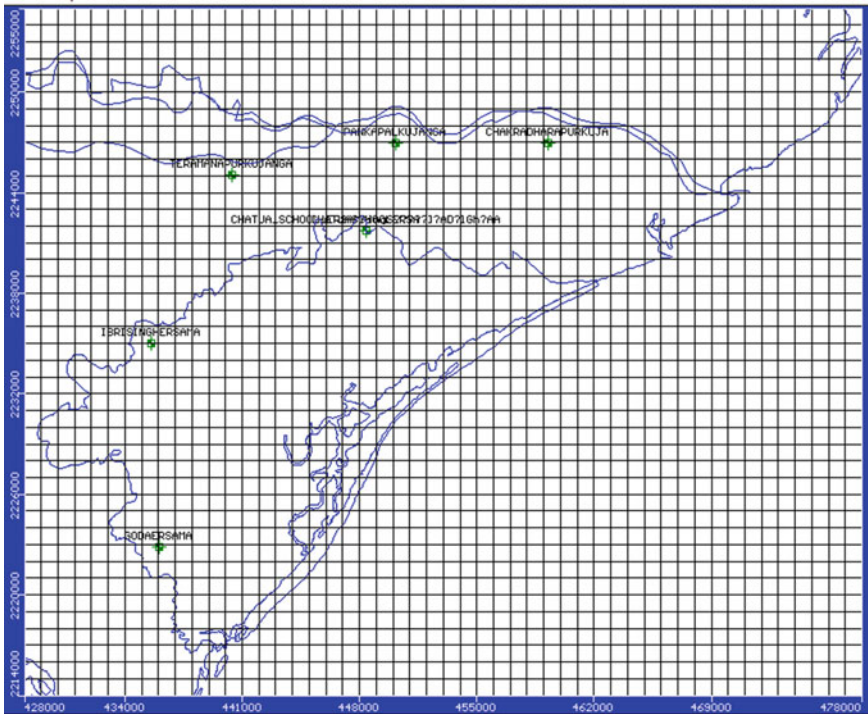 2255000
2250000
PANKAPALKUJANGA
CHAKRADHARAPURKUJA
TERAMANAPURKUJANGA
2244000
2238000
IBRISINGHERSAMA
2232000
2226000
GODAERSAMA
2220000
2214000
428000 434000 441000 448000 455000 462000 469000 478000